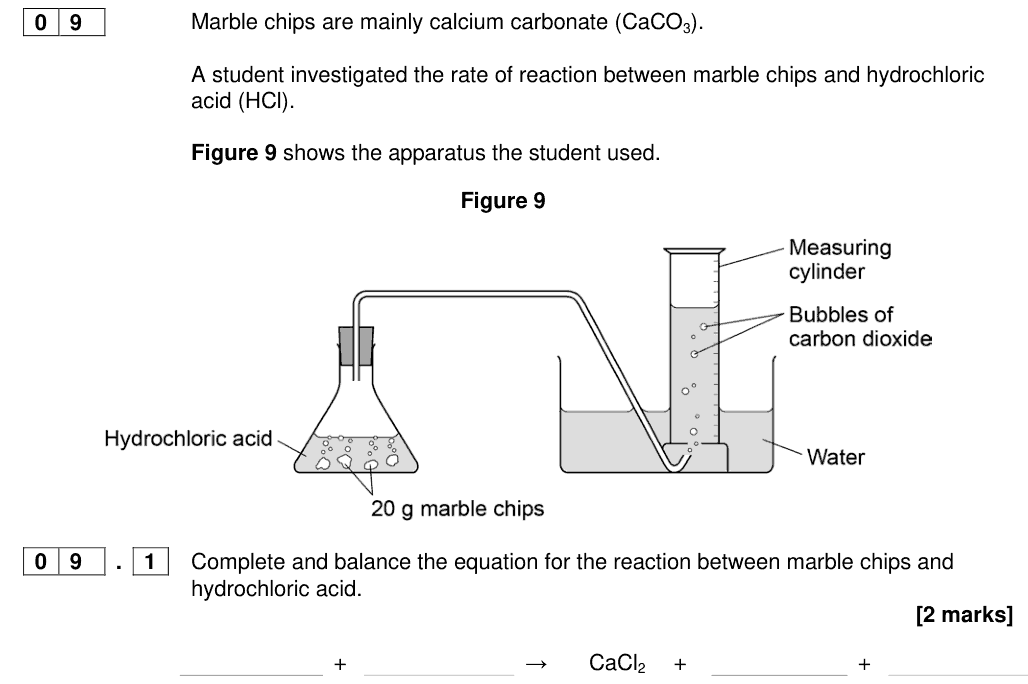 0 9 Marble chips are mainly calcium carbonate (CaCO₃).
A student investigated the rate of reaction between marble chips and hydrochloric
acid (HCl).
Figure 9 shows the apparatus the student used.
Figure 9
Measuring
cylinder
Bubbles of
carbon dioxide
Hydrochloric acid
Water
20 g marble chips
0 9 . 1 Complete and balance the equation for the reaction between marble chips and
hydrochloric acid.
[2 marks]
+ → CaCl₂ + +